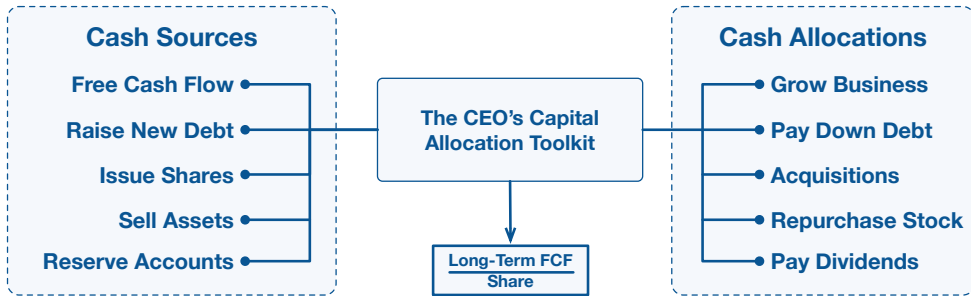 Cash Sources
Free Cash Flow
Raise New Debt
Issue Shares
Sell Assets
Reserve Accounts
The CEO’s Capital
Allocation Toolkit
Long-Term FCF
Share
Cash Allocations
Grow Business
Pay Down Debt
Acquisitions
Repurchase Stock
Pay Dividends